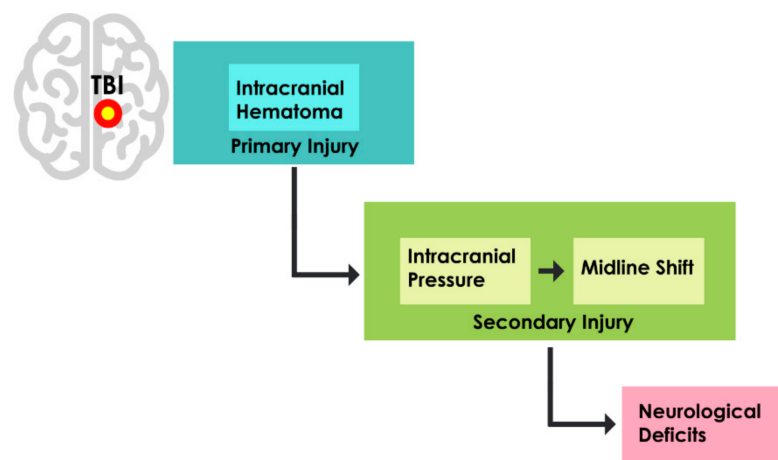 TBI
Intracranial
Hematoma
Primary Injury
Intracranial
Pressure
Midline Shift
Secondary Injury
Neurological
Deficits